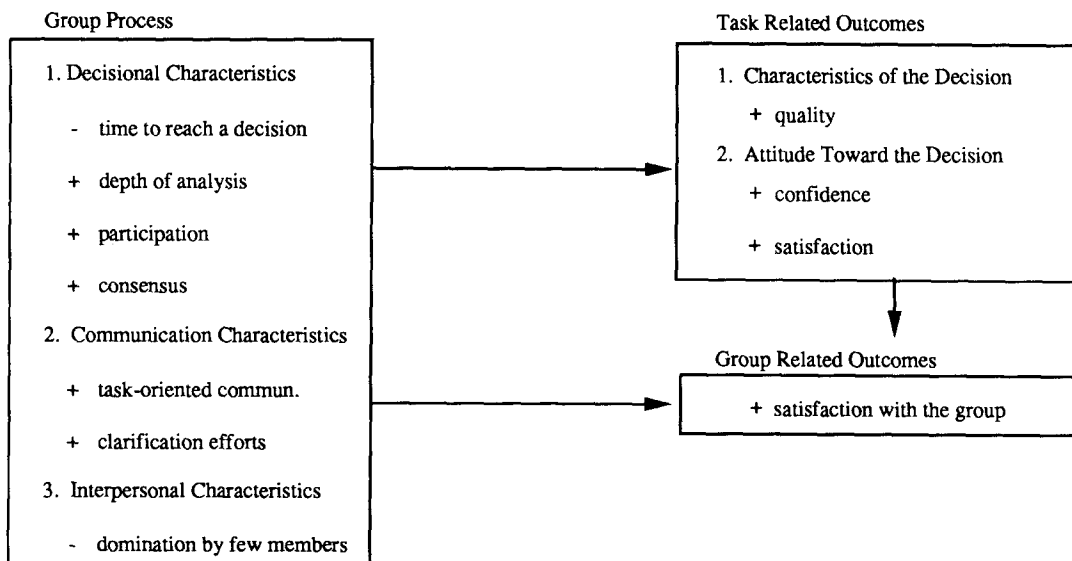 Group Process
1. Decisional Characteristics
- time to reach a decision
+ depth of analysis
+ participation
+ consensus
2. Communication Characteristics
+ task-oriented commun.
+ clarification efforts
3. Interpersonal Characteristics
- domination by few members
Task Related Outcomes
1. Characteristics of the Decision
+ quality
2. Attitude Toward the Decision
+ confidence
+ satisfaction
Group Related Outcomes
+ satisfaction with the group